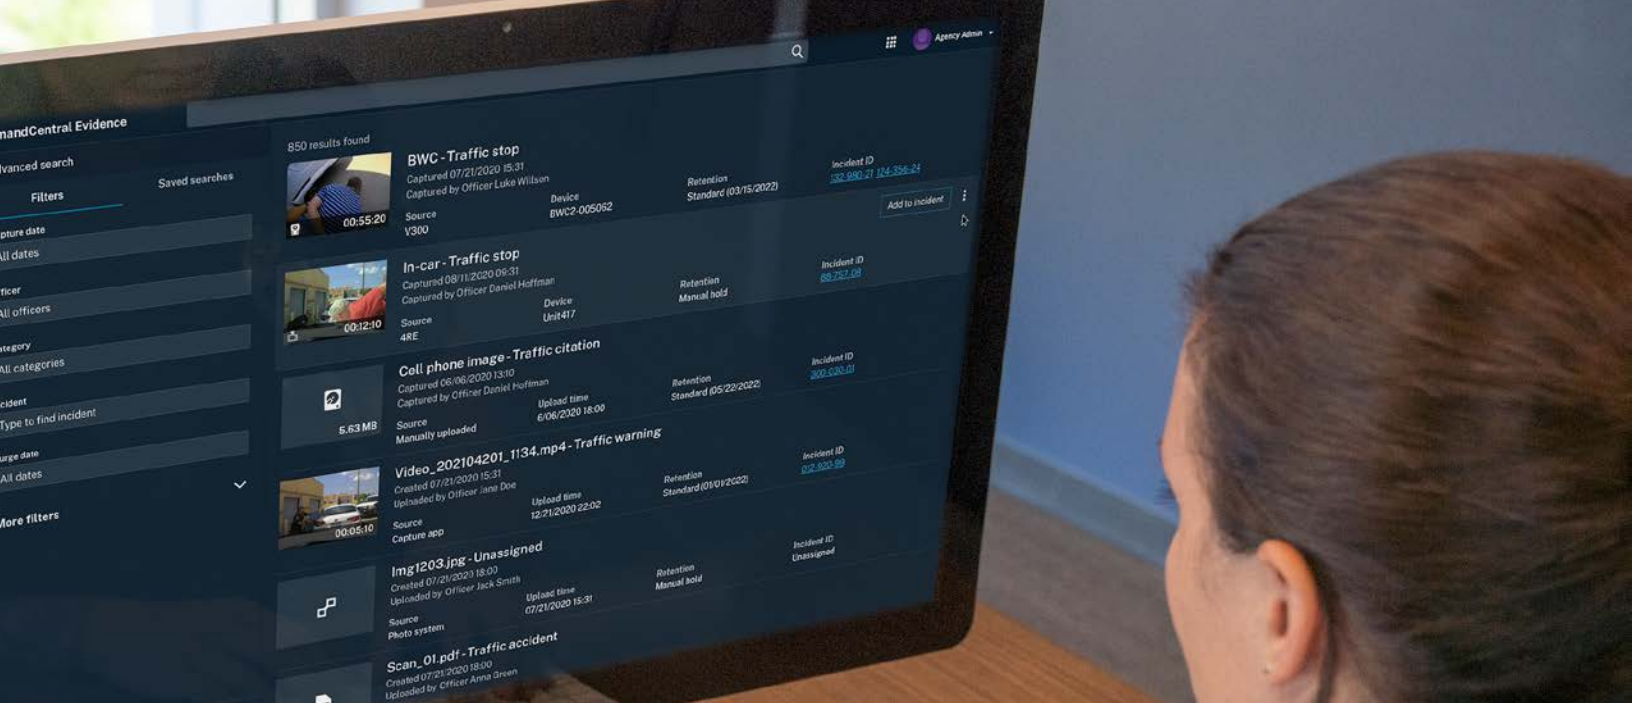 mandCentral Evidence
Agency Admin
dvanced search
Filters
Saved searches
pture date
All dates
ficer
All officers
ategory
All categories
cident
Type to find incident
urge date
All dates
More filters
850 results found
BWC - Traffic stop
Captured 07/21/2020 15:31
Captured by Officer Luke Willson
00:55:20
Source
V300
Device
BWC2-005062
Retention
Standard (03/15/2022)
Incident ID
132-980-21 124-356-24
In-car - Traffic stop
Captured 08/11/2020 09:31
Captured by Officer Daniel Hoffman
00:12:10
Source
4RE
Device
Unit417
Retention
Manual hold
Incident ID
88-757-08
Add to incident
Cell phone image - Traffic citation
Captured 06/06/2020 13:10
Captured by Officer Daniel Hoffman
5.63 MB
Source
Manually uploaded
Upload time
6/06/2020 18:00
Retention
Standard (05/22/2022)
Incident ID
300-030-01
Video_202104201_1134.mp4 - Traffic warning
Created 07/21/2020 15:31
Uploaded by Officer Jane Doe
00:05:10
Source
Capture app
Upload time
12/21/2020 22:02
Retention
Standard (01/01/2022)
Incident ID
012-920-99
Img1203.jpg - Unassigned
Created 07/21/2020 18:00
Uploaded by Officer Jack Smith
Source
Photo system
Upload time
07/21/2020 15:31
Retention
Manual hold
Incident ID
Unassigned
Scan_01.pdf - Traffic accident
Created 07/21/2020 18:00
Uploaded by Officer Anna Green